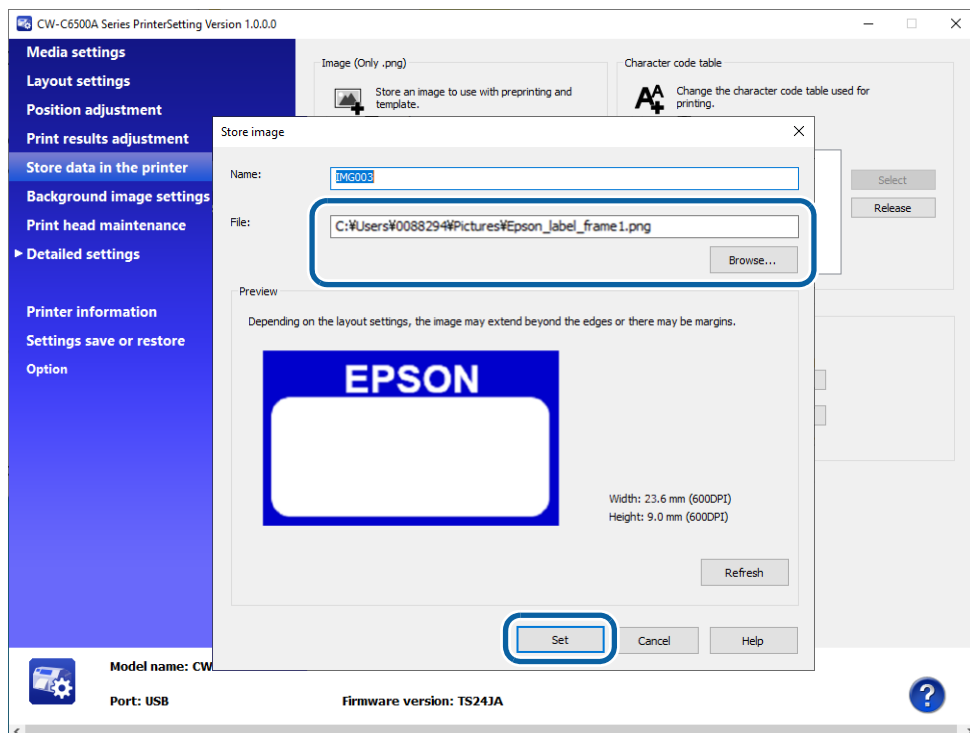 CW-C6500A Series PrinterSetting Version 1.0.0.0
Media settings
Layout settings
Position adjustment
Print results adjustment
Store data in the printer
Background image settings
Print head maintenance
Detailed settings
Printer information
Settings save or restore
Option
Image (Only .png)
Store an image to use with preprinting and
template.
Character code table
Change the character code table used for
printing.
Select
Release
Store image
Name:
IMG003
File:
C:¥Users¥0088294¥Pictures¥Epson_label_frame1.png
Browse...
Preview
Depending on the layout settings, the image may extend beyond the edges or there may be margins.
EPSON
Width: 23.6 mm (600DPI)
Height: 9.0 mm (600DPI)
Refresh
Set
Cancel
Help
Model name: CW
Port: USB
Firmware version: TS24JA
?